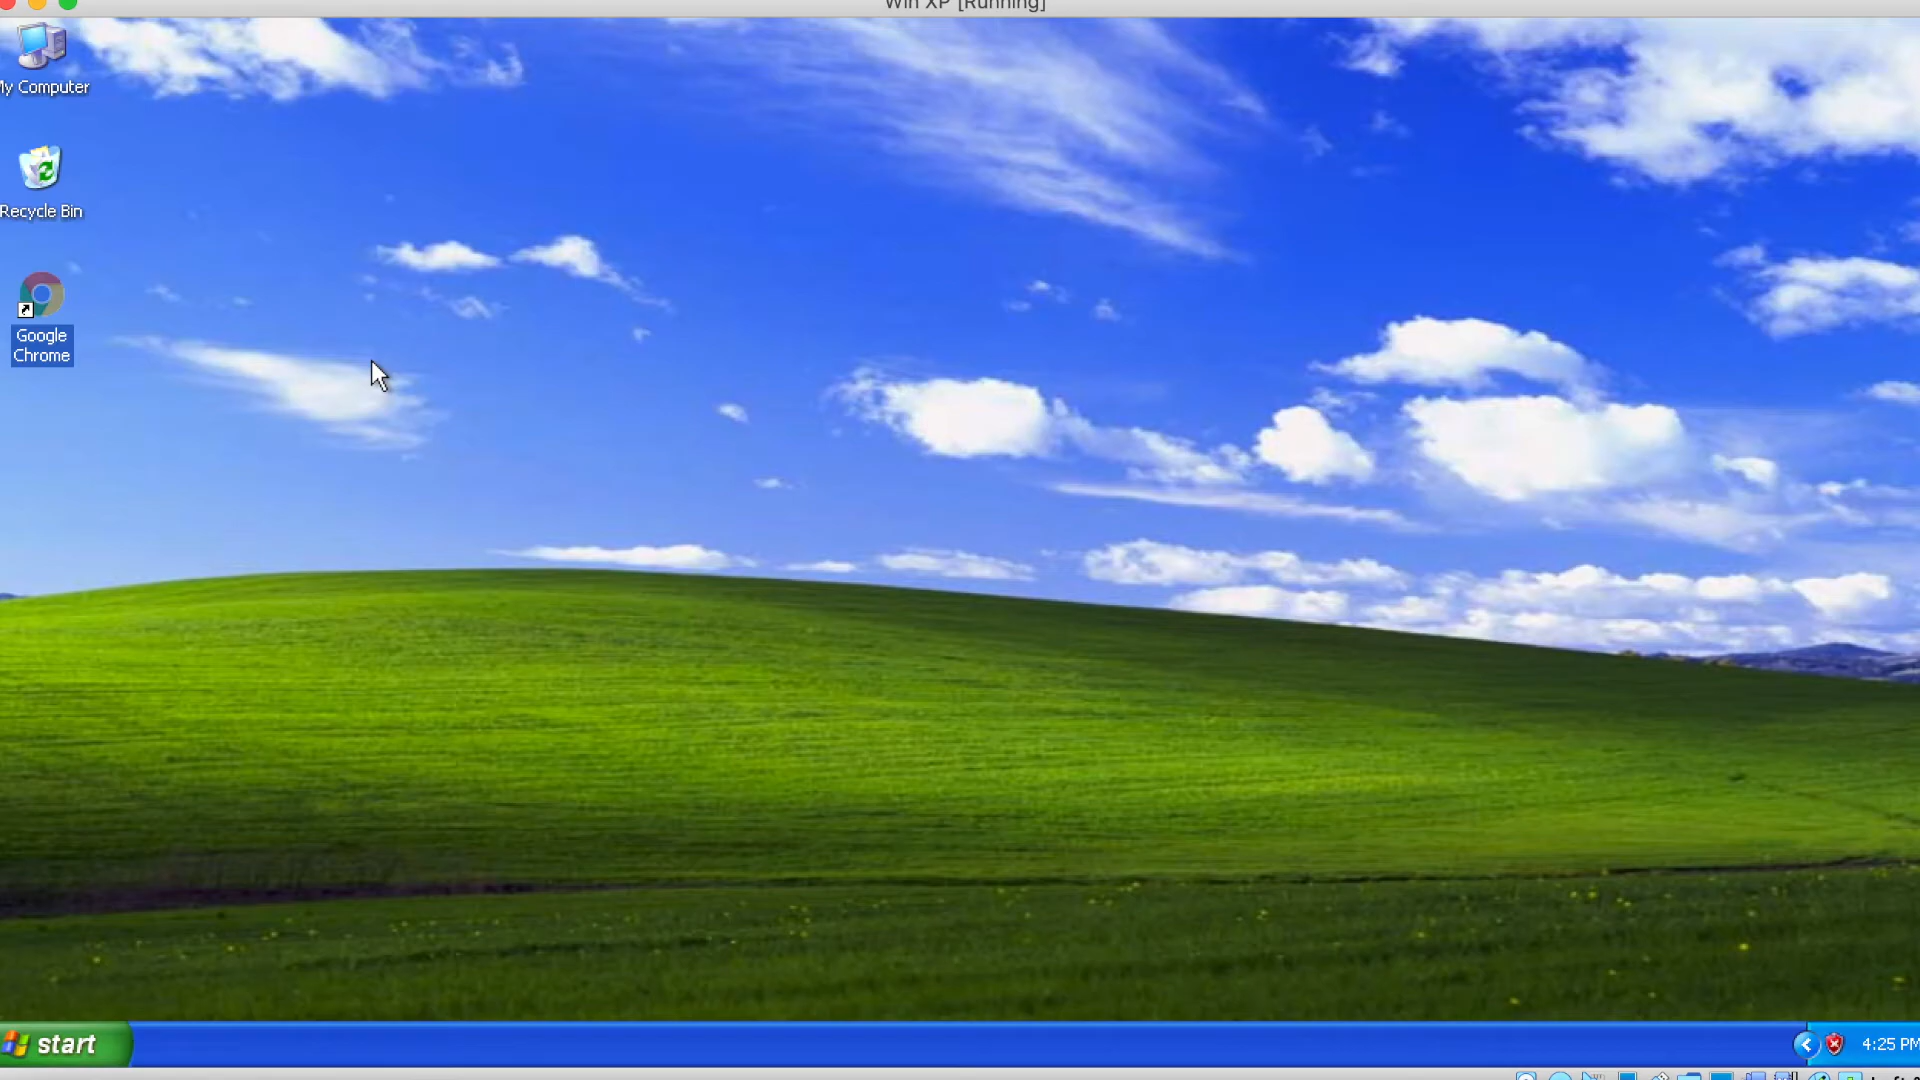 Win XP [Running]
My Computer
Recycle Bin
Google
Chrome
start
4:25 PM